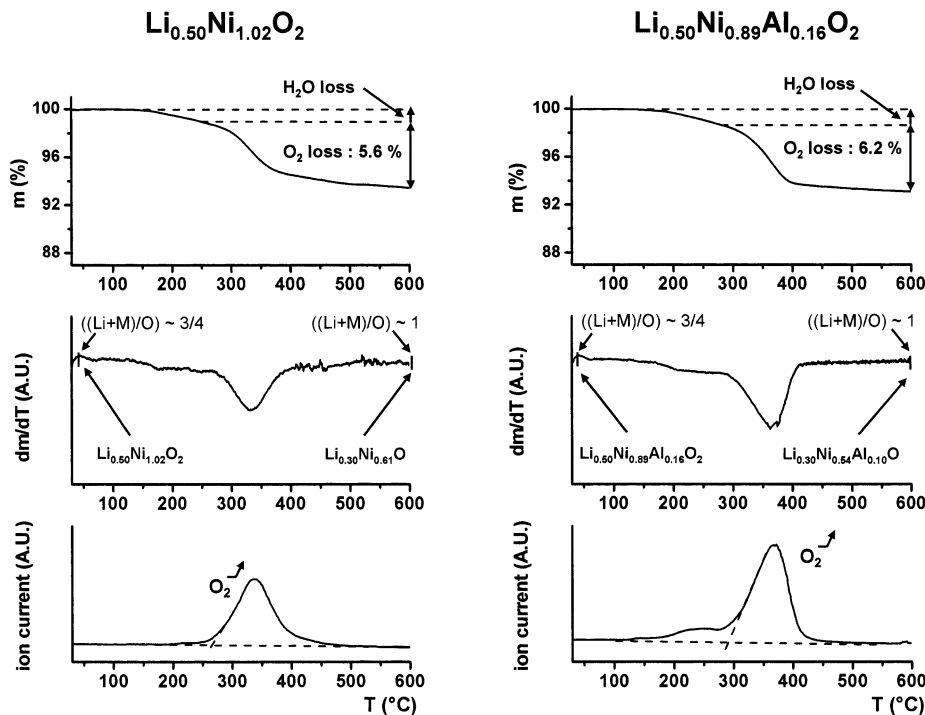 Li0.50Ni1.02O2
H2O loss
100
96
92
88
O2 loss : 5.6 %
m (%)
100 200 300 400 500 600
((Li+M)/O) ~ 3/4
((Li+M)/O) ~ 1
dm/dT (A.U.)
Li0.50Ni1.02O2
Li0.30Ni0.61O
100 200 300 400 500 600
ion current (A.U.)
O2
100 200 300 400 500 600
T (°C)
Li0.50Ni0.89Al0.16O2
H2O loss
100
96
92
88
O2 loss : 6.2 %
m (%)
100 200 300 400 500 600
((Li+M)/O) ~ 3/4
((Li+M)/O) ~ 1
dm/dT (A.U.)
Li0.50Ni0.89Al0.16O2
Li0.30Ni0.54Al0.10O
100 200 300 400 500 600
ion current (A.U.)
O2
100 200 300 400 500 600
T (°C)